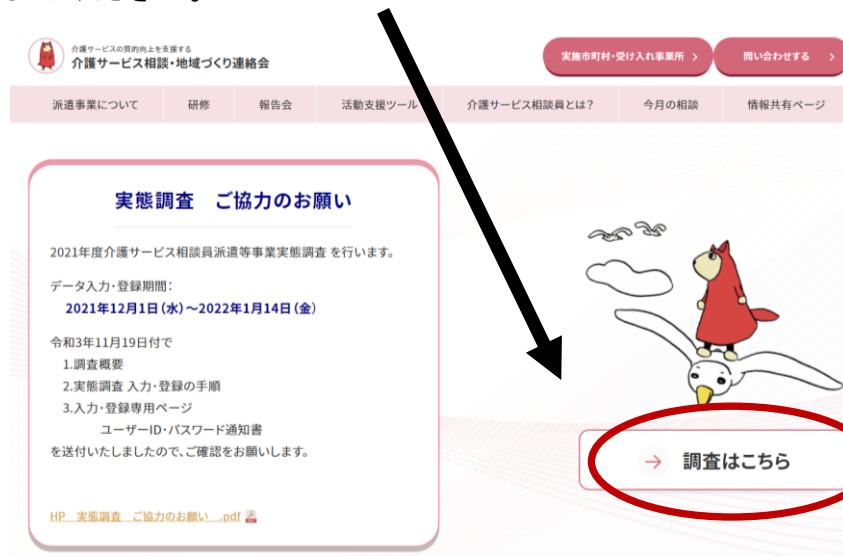 介護サービスの質的向上を支援する
介護サービス相談・地域づくり連絡会
実施市町村・受け入れ事業所 >
問い合わせする >
派遣事業について 研修 報告会 活動支援ツール 介護サービス相談員とは? 今月の相談 情報共有ページ
実態調査 ご協力のお願い
2021年度介護サービス相談員派遣等事業実態調査 を行います。
データ入力・登録期間:
2021年12月1日(水)～2022年1月14日(金)
令和3年11月19日付で
1.調査概要
2.実態調査 入力・登録の手順
3.入力・登録専用ページ
ユーザーID・パスワード通知書
を送付いたしましたので、ご確認をお願いします。
HP 実態調査 ご協力のお願い .pdf
→ 調査はこちら